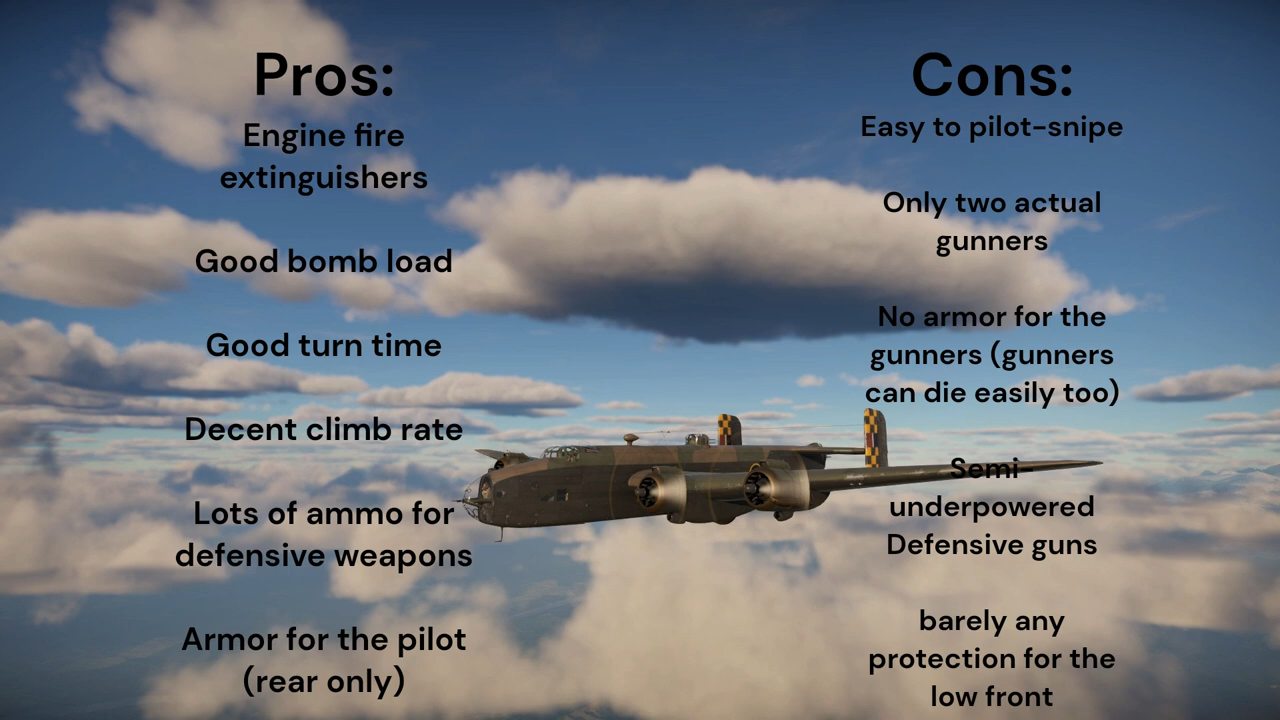 Pros:
Engine fire
extinguishers
Good bomb load
Good turn time
Decent climb rate
Lots of ammo for
defensive weapons
Armor for the pilot
(rear only)
Cons:
Easy to pilot-snipe
Only two actual
gunners
No armor for the
gunners (gunners
can die easily too)
Semi-
underpowered
Defensive guns
barely any
protection for the
low front